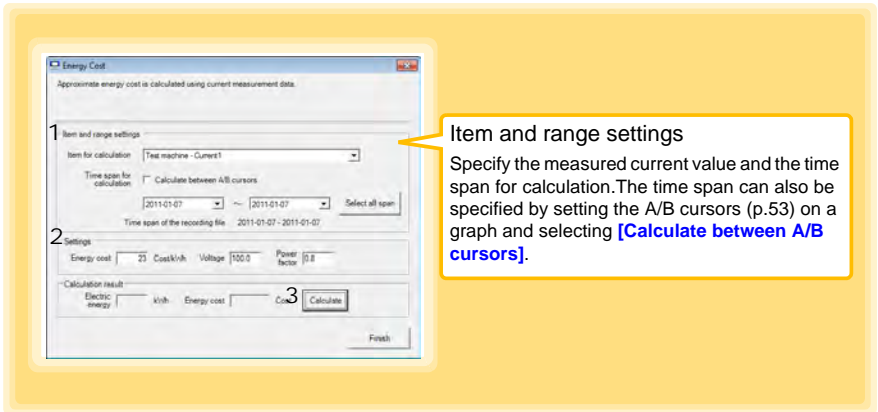 Energy Cost
Approximate energy cost is calculated using current measurement data.
1 Item and range settings
Item for calculation Test machine - Current1
Time span for calculation Calculate between A/B cursors
2011-01-07 ~ 2011-01-07 Select all span
Time span of the recording file 2011-01-07 - 2011-01-07
2 Settings
Energy cost 23 Cost/kWh Voltage 100.0 Power factor 0.8
Calculation result
Electric energy kWh Energy cost 3 Calculate
Finish
Item and range settings
Specify the measured current value and the time
span for calculation.The time span can also be
specified by setting the A/B cursors (p.53) on a
graph and selecting [Calculate between A/B
cursors].